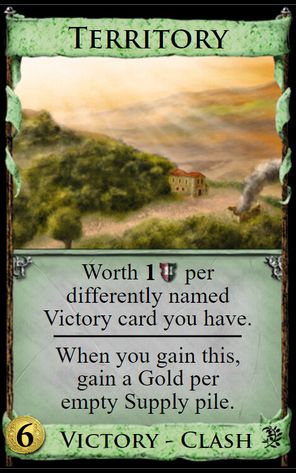 TERRITORY
Worth 1 per
differently named
Victory card you have.
When you gain this,
gain a Gold per
empty Supply pile.
6
VICTORY - CLASH